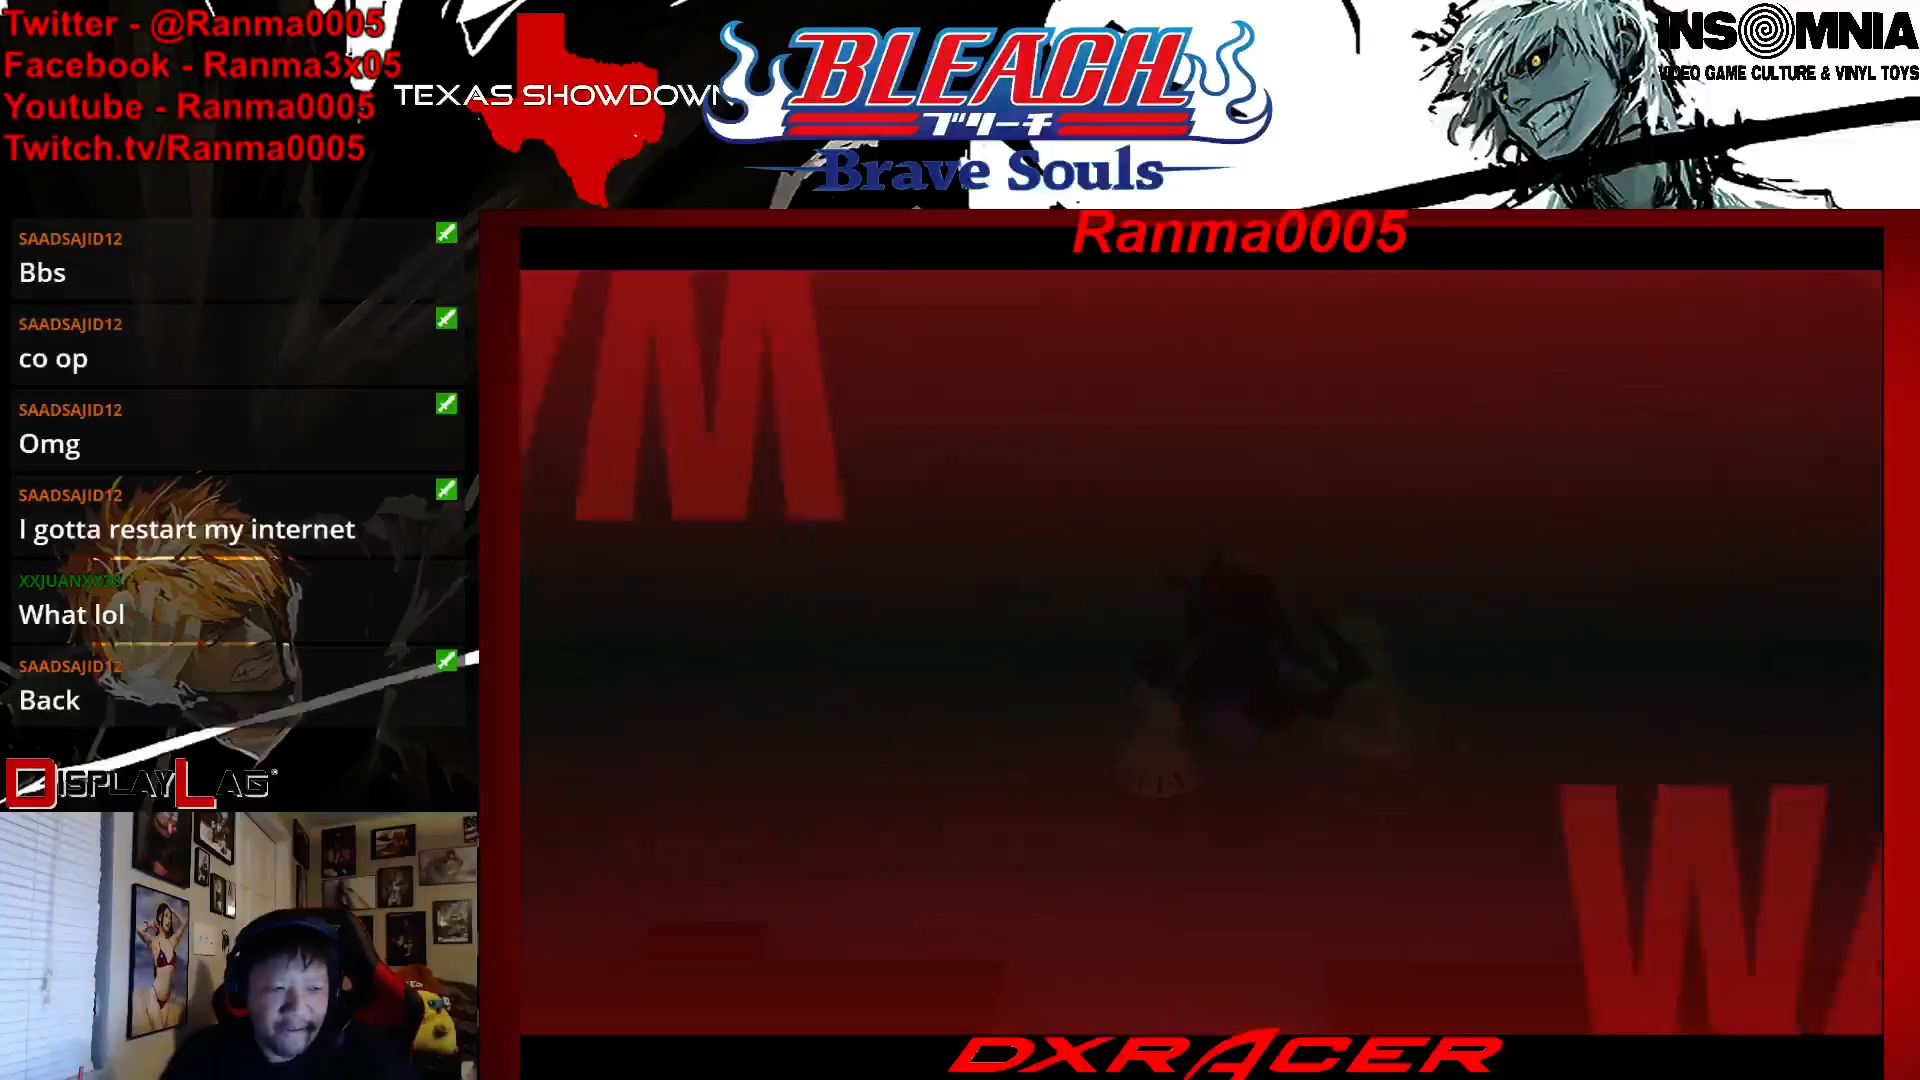 Twitter - @Ranma0005
Facebook - Ranma3x05
Youtube - Ranma0005
Twitch.tv/Ranma0005
TEXAS SHOWDOWN
BLEACH
ブリーチ
Brave Souls
INSOMNIA
VIDEO GAME CULTURE & VINYL TOYS
Ranma0005
SAADSAJID12
Bbs
SAADSAJID12
co op
SAADSAJID12
Omg
SAADSAJID12
I gotta restart my internet
XXJUANXX28
What lol
SAADSAJID12
Back
DISPLAYLAG
DXRACER